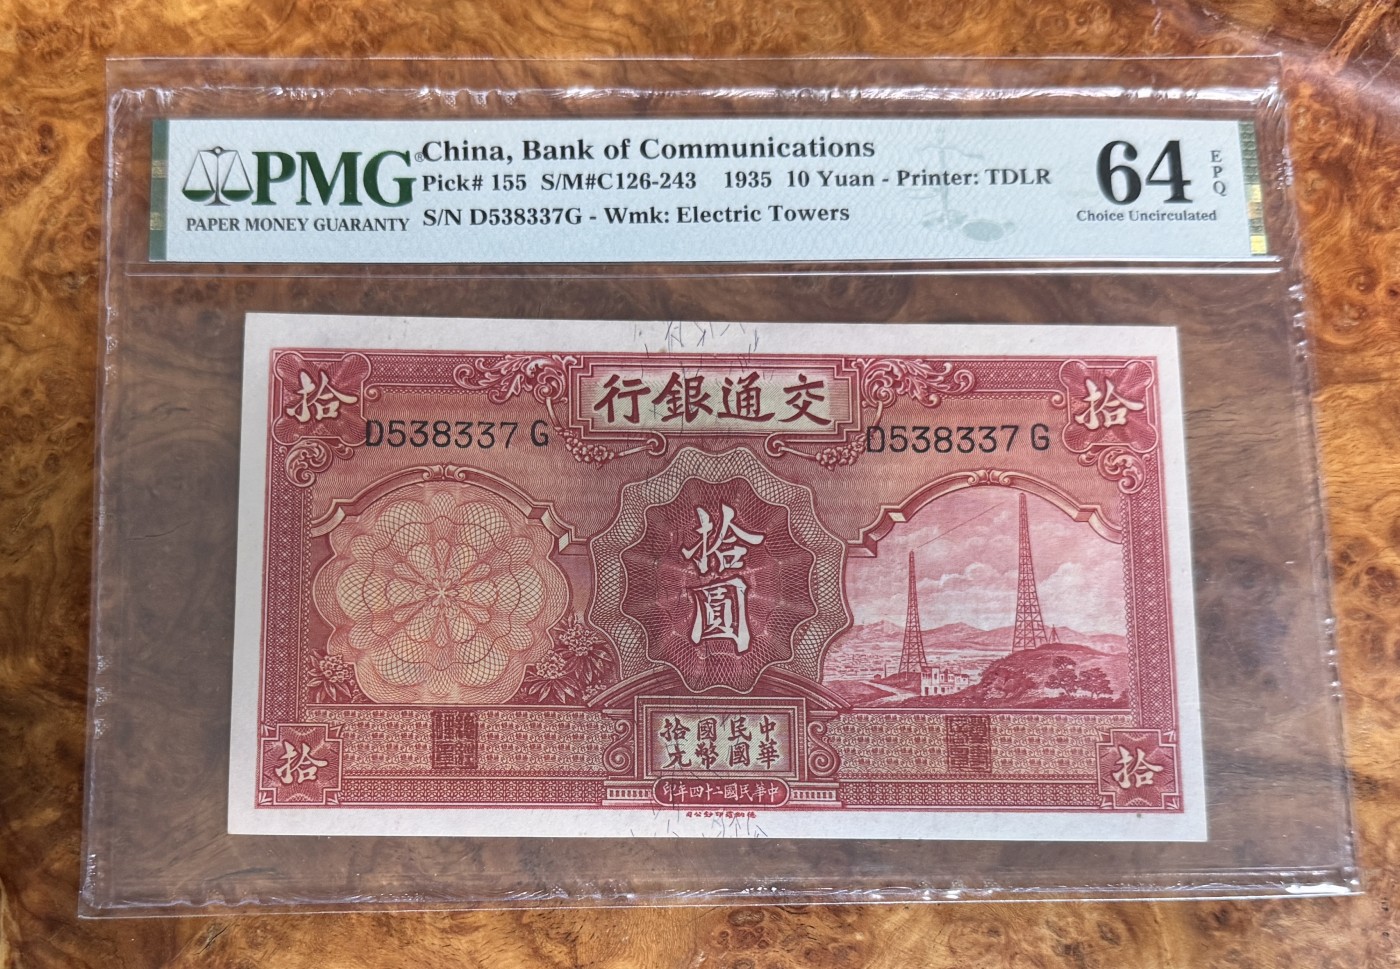 PMG®
PAPER MONEY GUARANTY
China, Bank of Communications
Pick# 155 S/M#C126-243 1935 10 Yuan - Printer: TDLR
S/N D538337G - Wmk: Electric Towers
64 EPQ
Choice Uncirculated
行銀通交
拾
拾
D538337 G
D538337 G
拾圓
中華民國國幣拾元
拾
拾
印年四十二國民華中